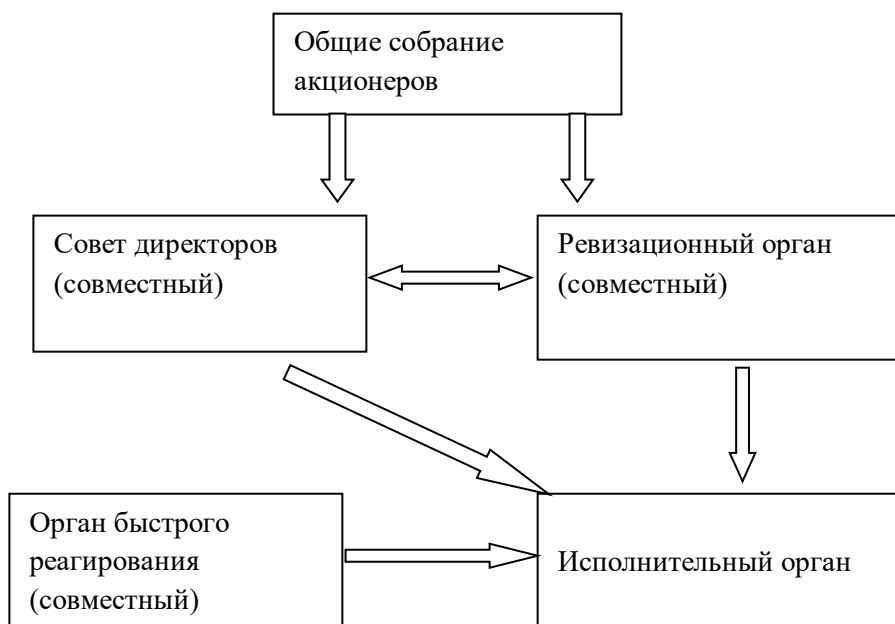 Общие собрание
акционеров
Совет директоров
(совместный)
Ревизационный орган
(совместный)
Орган быстрого
реагирования
(совместный)
Исполнительный орган